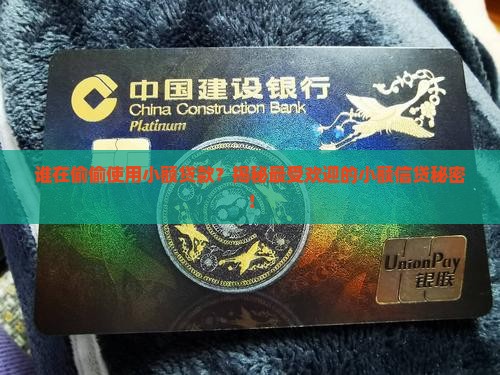 中国建设银行
China Construction Bank
Platinum
谁在偷偷使用小额贷款？揭秘最受欢迎的小额信贷秘密
！
UnionPay
银联